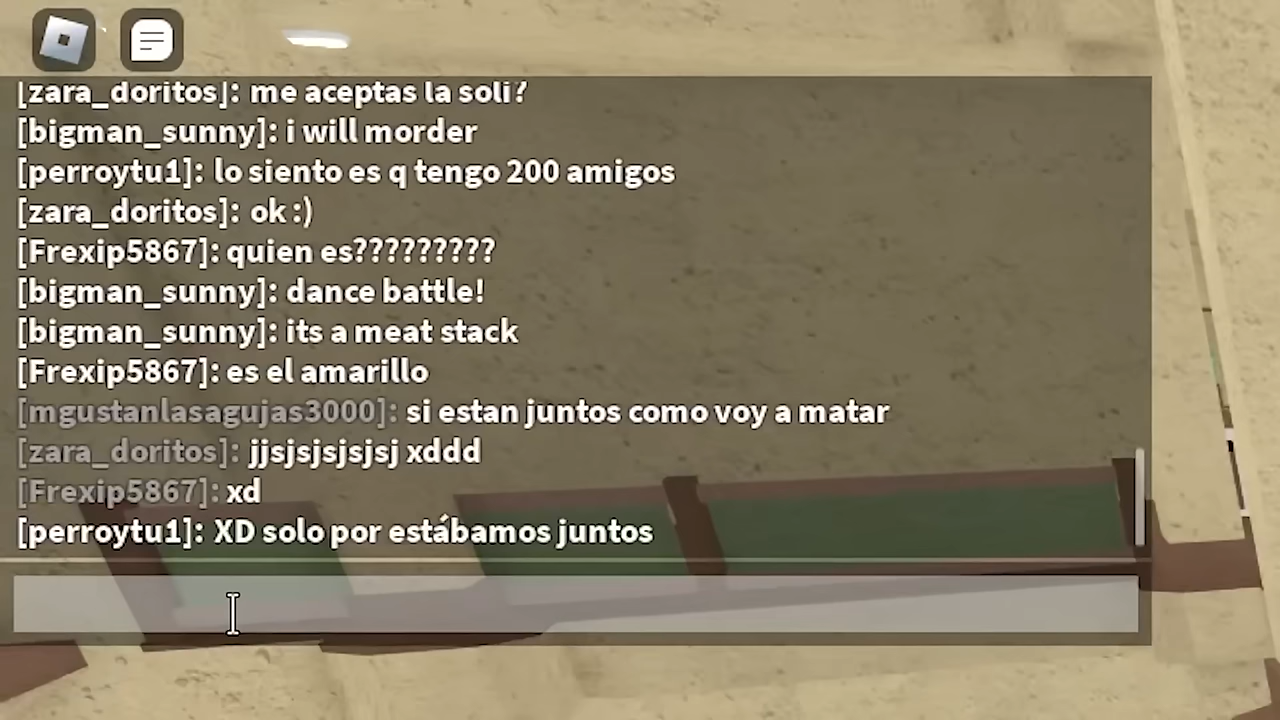 [zara_doritos]: me aceptas la soli?
[bigman_sunny]: i will morder
[perroytu1]: lo siento es q tengo 200 amigos
[zara_doritos]: ok :)
[Frexip5867]: quien es?????????
[bigman_sunny]: dance battle!
[bigman_sunny]: its a meat stack
[Frexip5867]: es el amarillo
[mgustanlasagujas3000]: si estan juntos como voy a matar
[zara_doritos]: jjsjsjsjsjsj xddd
[Frexip5867]: xd
[perroytu1]: XD solo por estábamos juntos